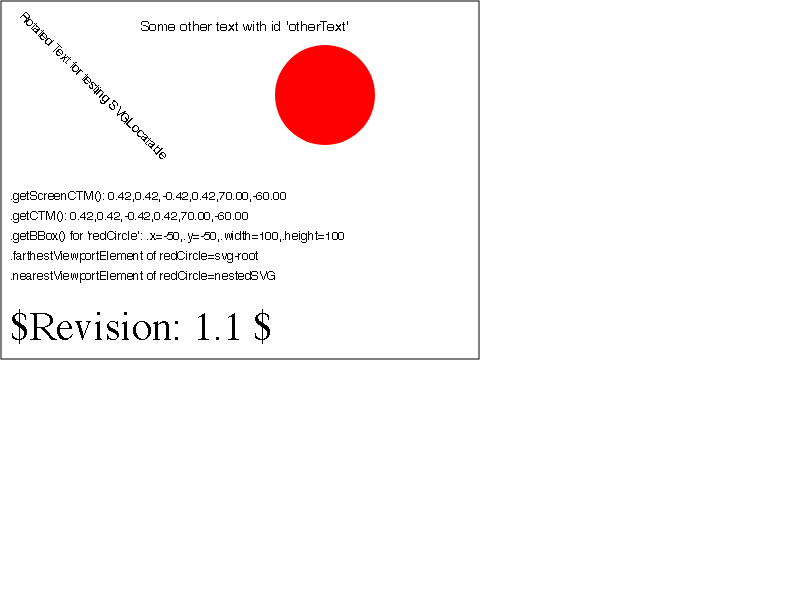 Rotated Text for testing SVGLocatable
Some other text with id 'otherText'
.getScreenCTM(): 0.42,0.42,-0.42,0.42,70.00,-60.00
.getCTM(): 0.42,0.42,-0.42,0.42,70.00,-60.00
.getBBox() for 'redCircle': .x=-50,.y=-50,.width=100,.height=100
.farthestViewportElement of redCircle=svg-root
.nearestViewportElement of redCircle=nestedSVG
$Revision: 1.1 $